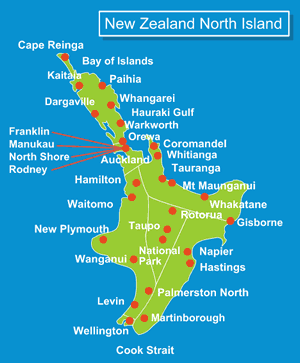 New Zealand North Island
Cape Reinga
Bay of Islands
Kaitaia
Paihia
Whangarei
Dargaville
Hauraki Gulf
Warkworth
Franklin
Orewa
Manukau
Coromandel
North Shore
Whitianga
Rodney
Auckland
Tauranga
Hamilton
Mt Maunganui
Waitomo
Whakatane
Rotorua
New Plymouth
Taupo
Gisborne
Wanganui
National
Park
Napier
Hastings
Levin
Palmerston North
Wellington
Martinborough
Cook Strait